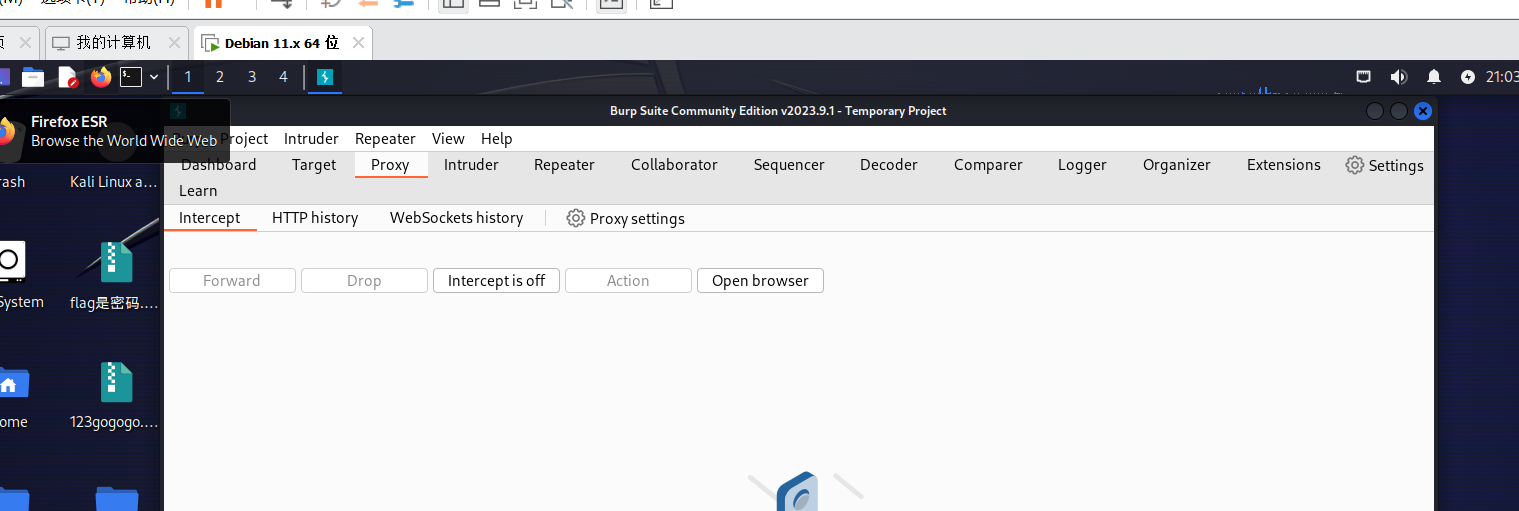 选项卡(T) 帮助(H)
页 我的计算机 Debian 11.x 64 位
1 2 3 4 21:03
Burp Suite Community Edition v2023.9.1 - Temporary Project
Firefox ESR
Browse the World Wide Web
Project Intruder Repeater View Help
Dashboard Target Proxy Intruder Repeater Collaborator Sequencer Decoder Comparer Logger Organizer Extensions Settings
Learn
rash Kali Linux a...
Intercept HTTP history WebSockets history Proxy settings
Forward Drop Intercept is off Action Open browser
System flag是密码....
ome 123gogogo....